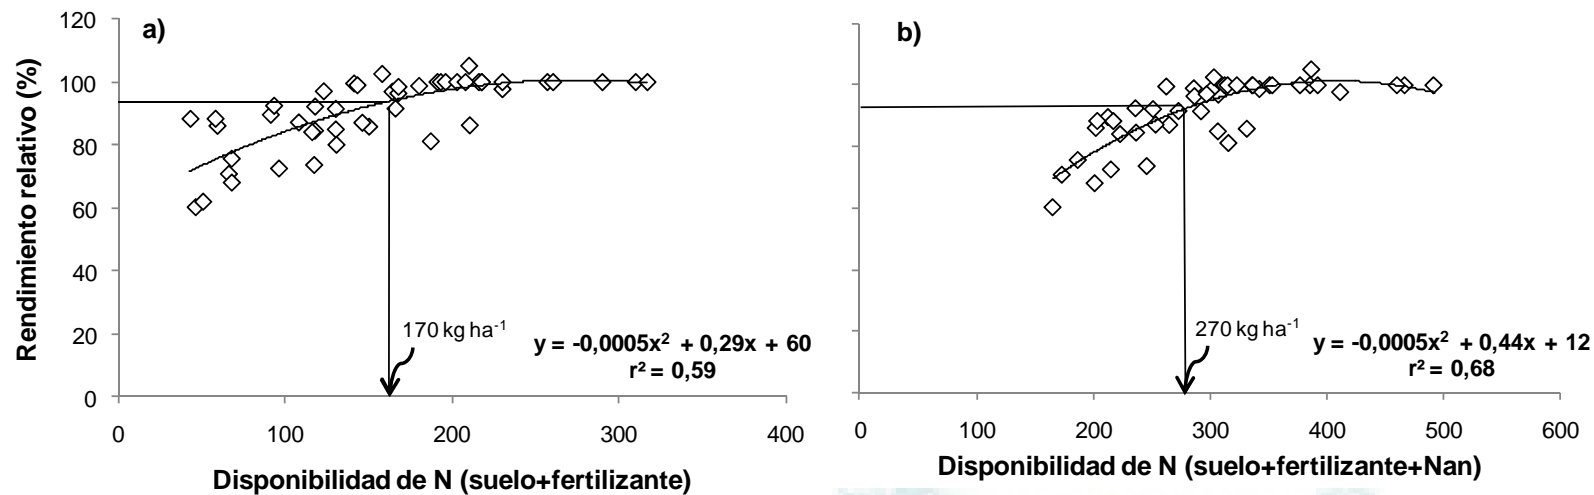 a)
Rendimiento relativo (%)
120
100
80
60
40
20
0
170 kg ha⁻¹
y = -0,0005x² + 0,29x + 60
r² = 0,59
0 100 200 300 400
Disponibilidad de N (suelo+fertilizante)
b)
270 kg ha⁻¹
y = -0,0005x² + 0,44x + 12
r² = 0,68
0 100 200 300 400 500 600
Disponibilidad de N (suelo+fertilizante+Nan)